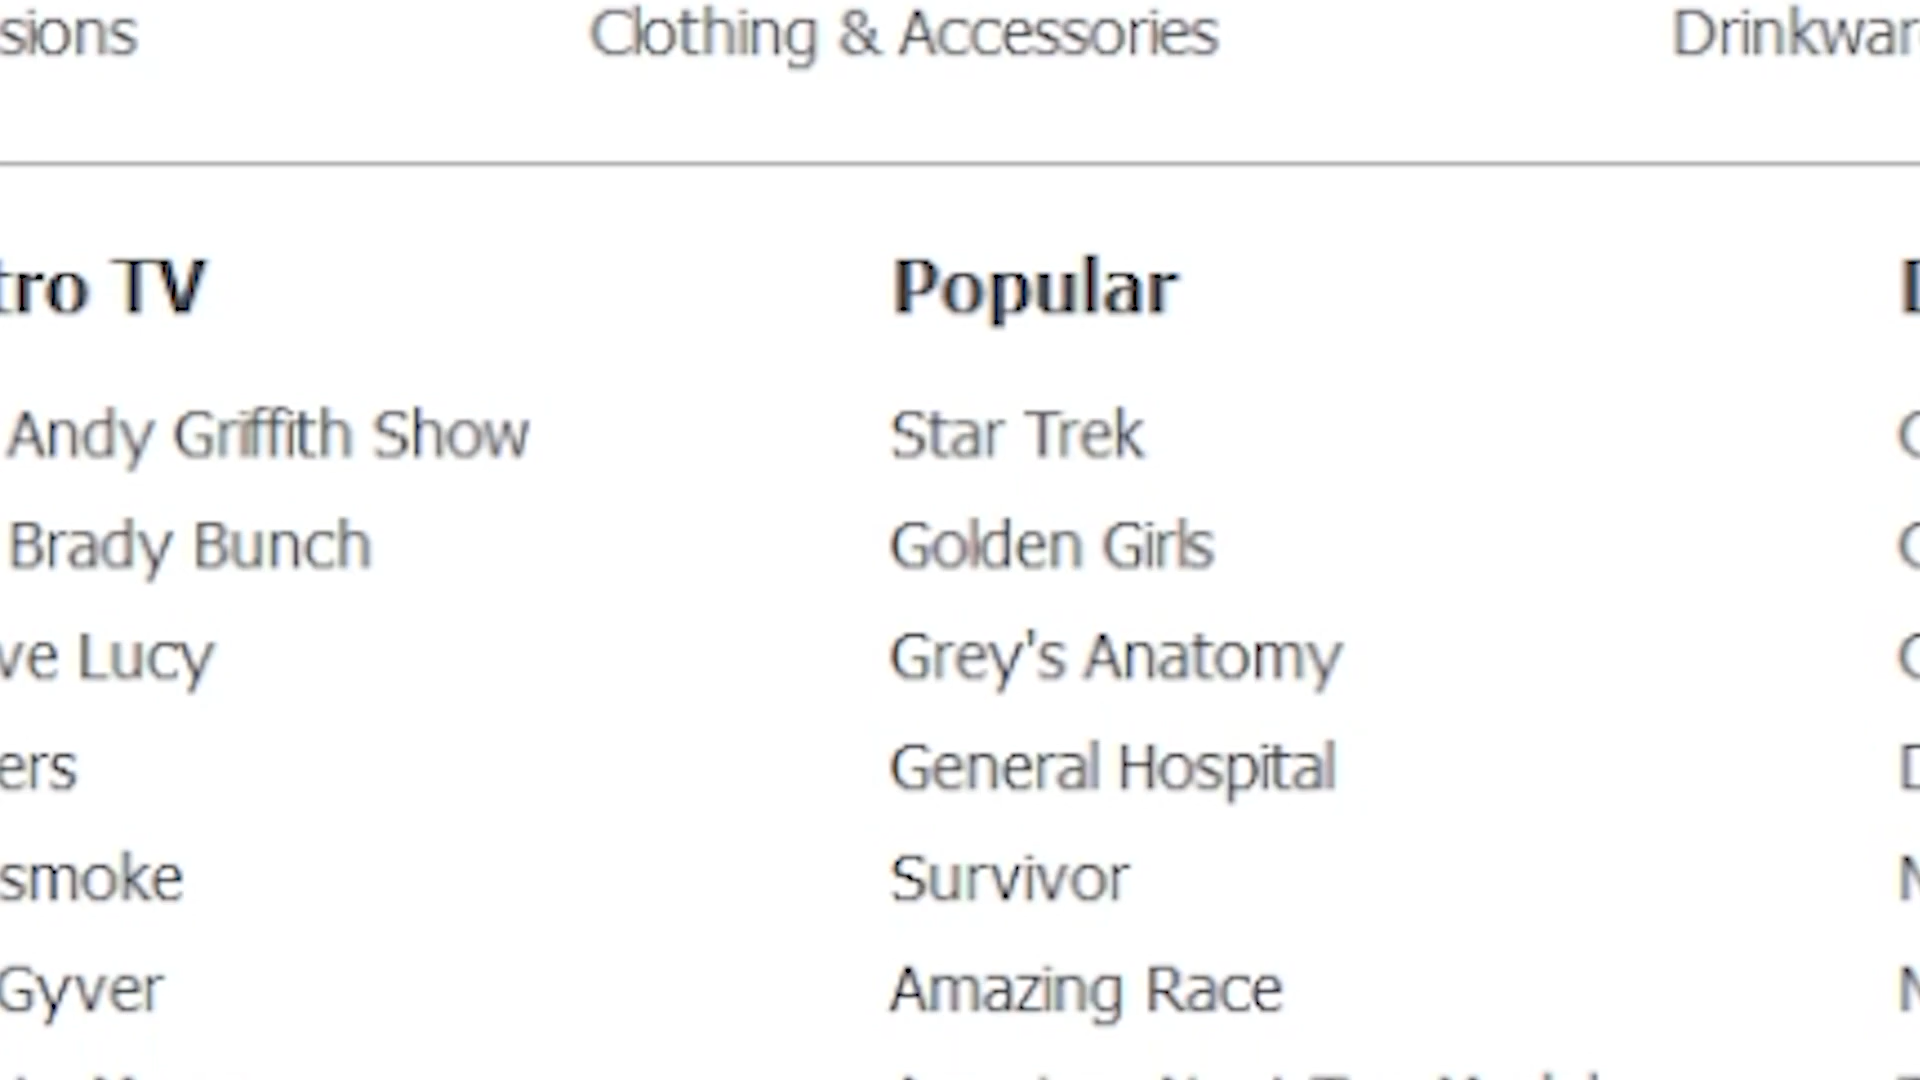 sions Clothing & Accessories Drinkwar
tro TV Popular
Andy Griffith Show Star Trek
Brady Bunch Golden Girls
ve Lucy Grey's Anatomy
ers General Hospital
smoke Survivor
Gyver Amazing Race